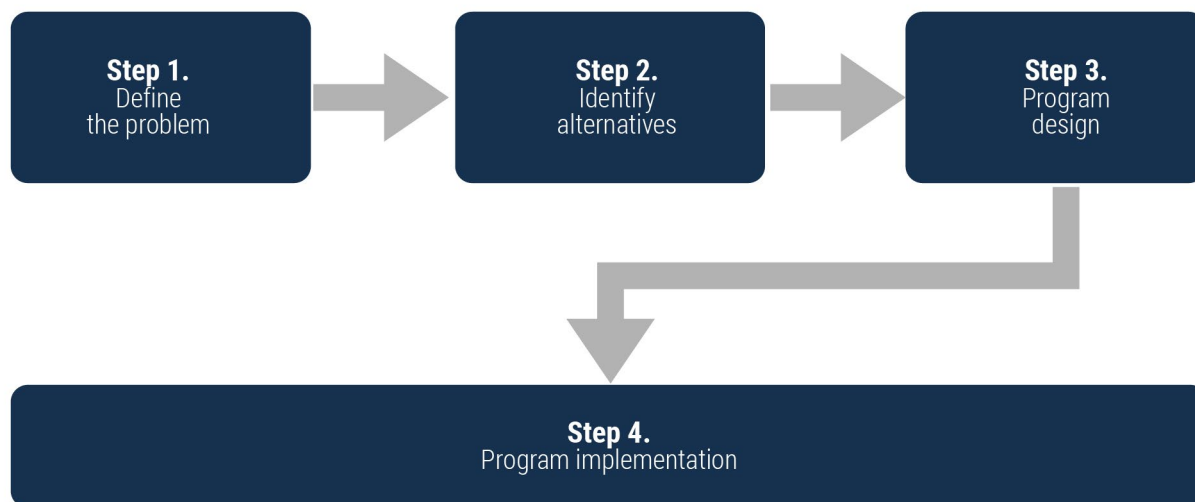 Step 1.
Define
the problem
Step 2.
Identify
alternatives
Step 3.
Program
design
Step 4.
Program implementation